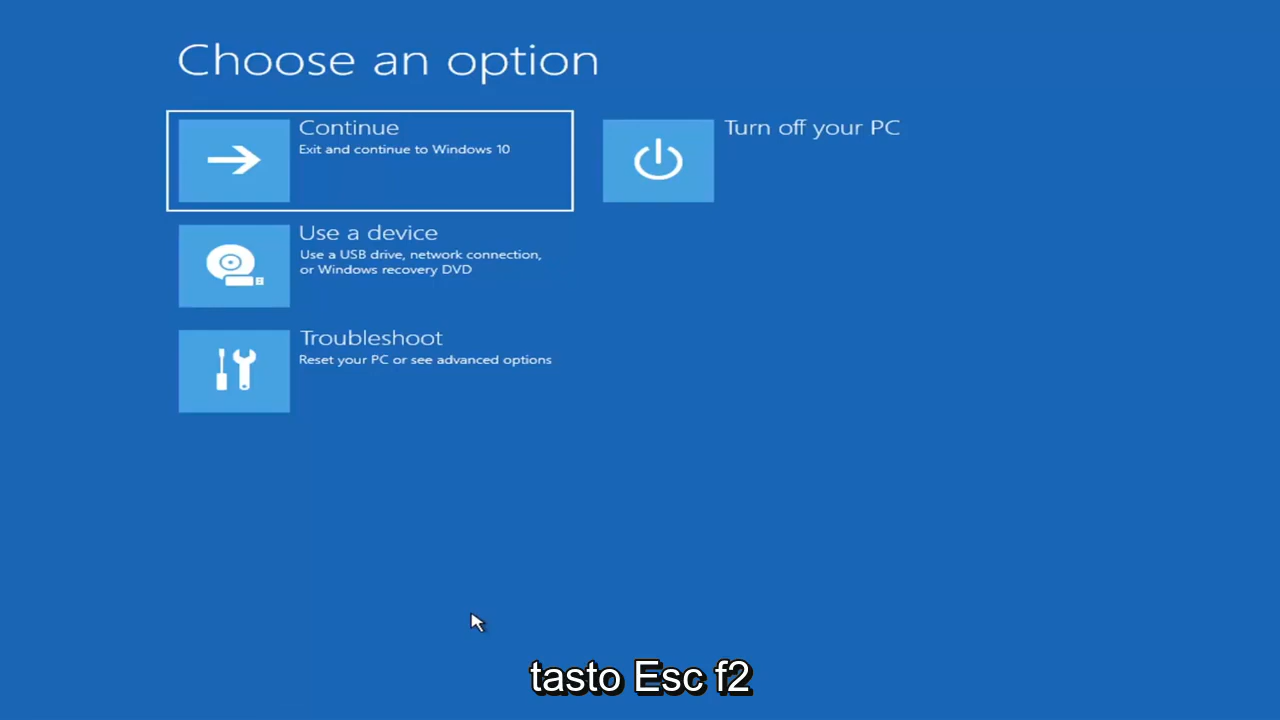 Choose an option
Continue
Exit and continue to Windows 10
Turn off your PC
Use a device
Use a USB drive, network connection,
or Windows recovery DVD
Troubleshoot
Reset your PC or see advanced options
tasto Esc f2